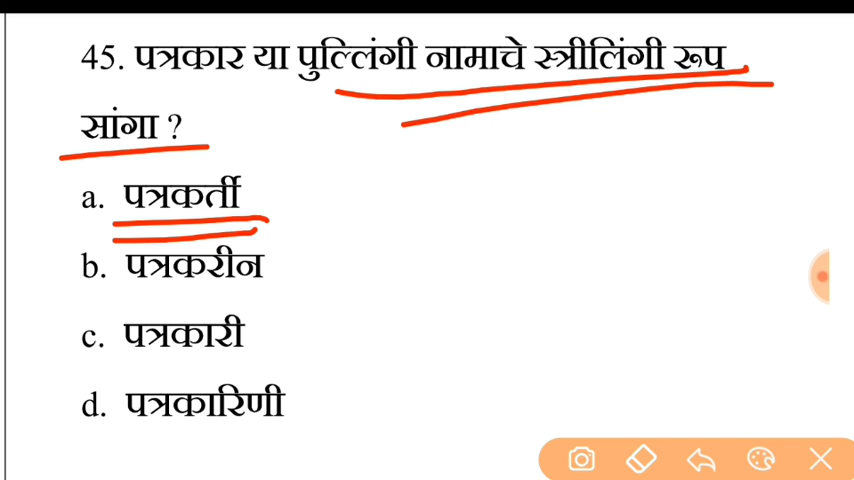 45. पत्रकार या पुल्लिंगी नामाचे स्त्रीलिंगी रूप
सांगा ?
a. पत्रकर्ती
b. पत्रकरीन
c. पत्रकारी
d. पत्रकारिणी